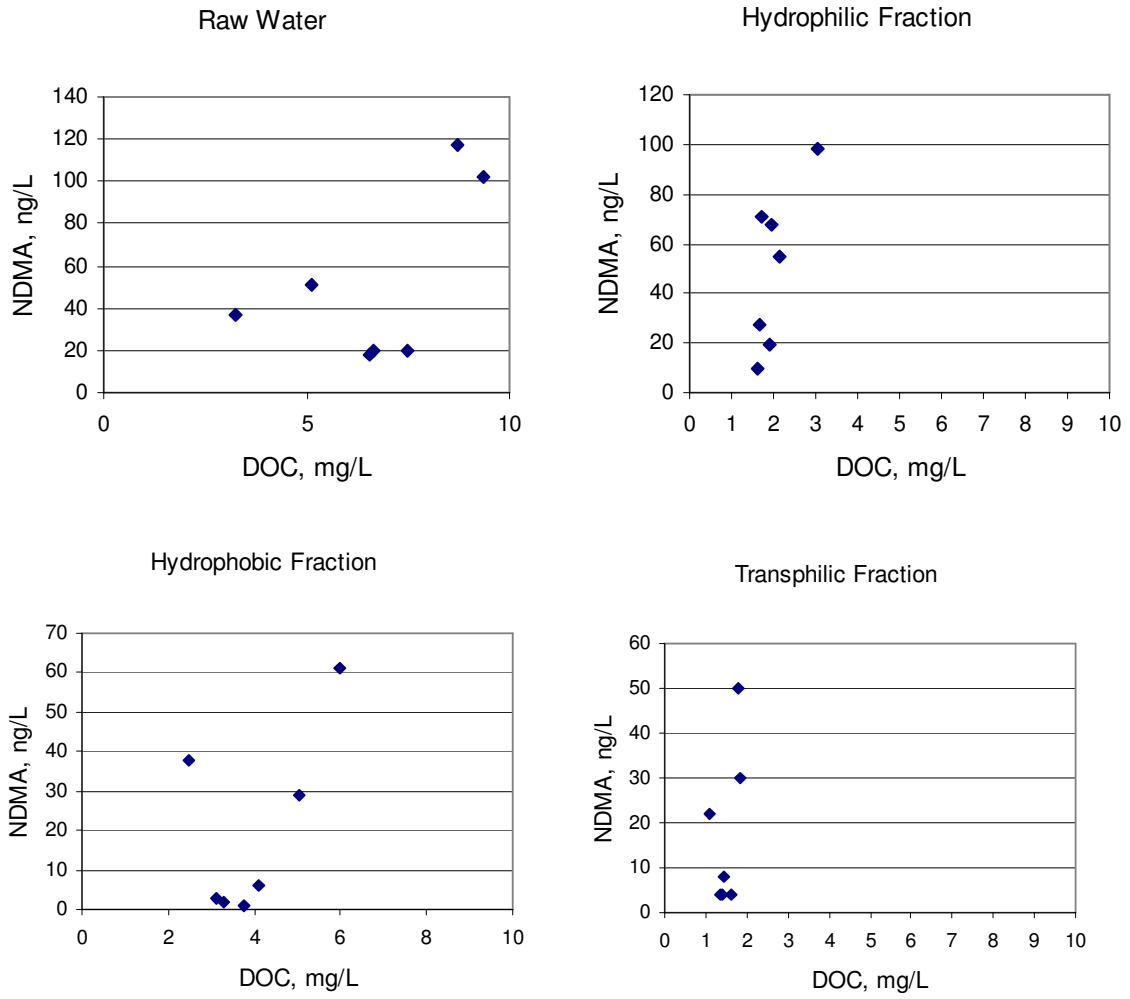 Raw Water
NDMA, ng/L
140
120
100
80
60
40
20
0
0 5 10
DOC, mg/L
Hydrophilic Fraction
NDMA, ng/L
120
100
80
60
40
20
0
0 1 2 3 4 5 6 7 8 9 10
DOC, mg/L
Hydrophobic Fraction
NDMA, ng/L
70
60
50
40
30
20
10
0
0 2 4 6 8 10
DOC, mg/L
Transphilic Fraction
NDMA, ng/L
60
50
40
30
20
10
0
0 1 2 3 4 5 6 7 8 9 10
DOC, mg/L